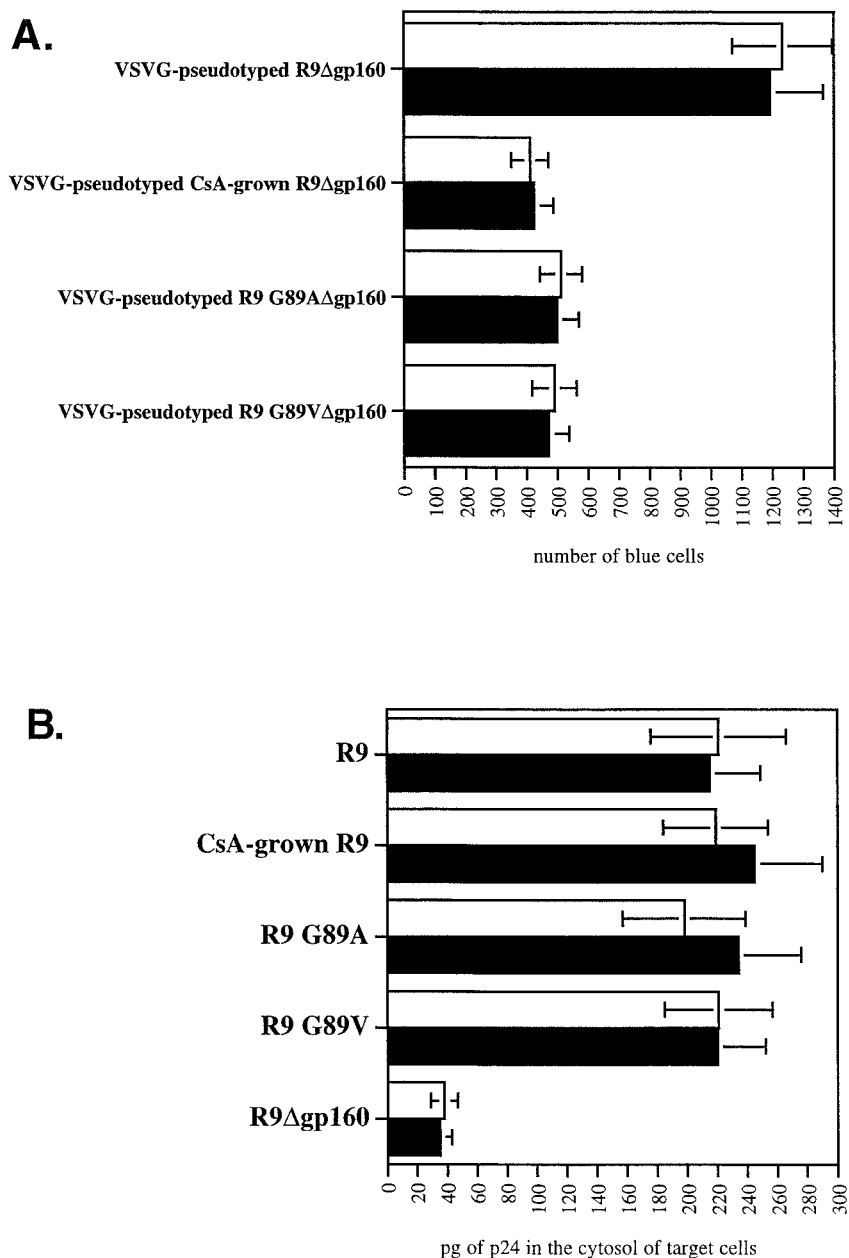 A.
VSVG-pseudotyped R9Δgp160
VSVG-pseudotyped CsA-grown R9Δgp160
VSVG-pseudotyped R9 G89AΔgp160
VSVG-pseudotyped R9 G89VΔgp160
0 100 200 300 400 500 600 700 800 900 1000 1100 1200 1300 1400
number of blue cells
B.
R9
CsA-grown R9
R9 G89A
R9 G89V
R9Δgp160
0 20 40 60 80 100 120 140 160 180 200 220 240 260 280 300
pg of p24 in the cytosol of target cells